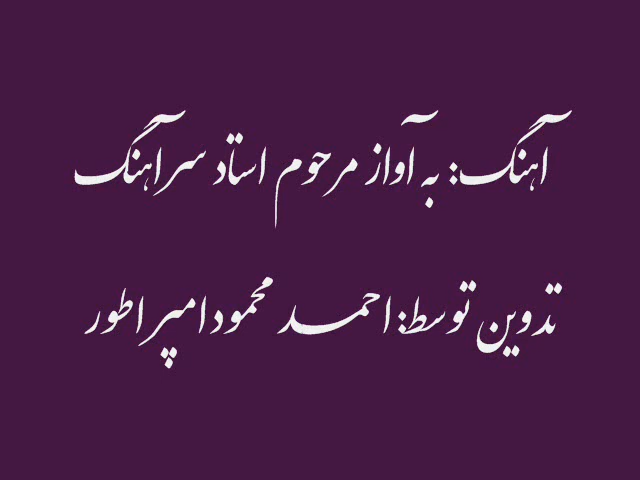 آهنگ: به آواز مرحوم استاد سرآهنگ
تدوین توسط: احمد محمود امپراطور